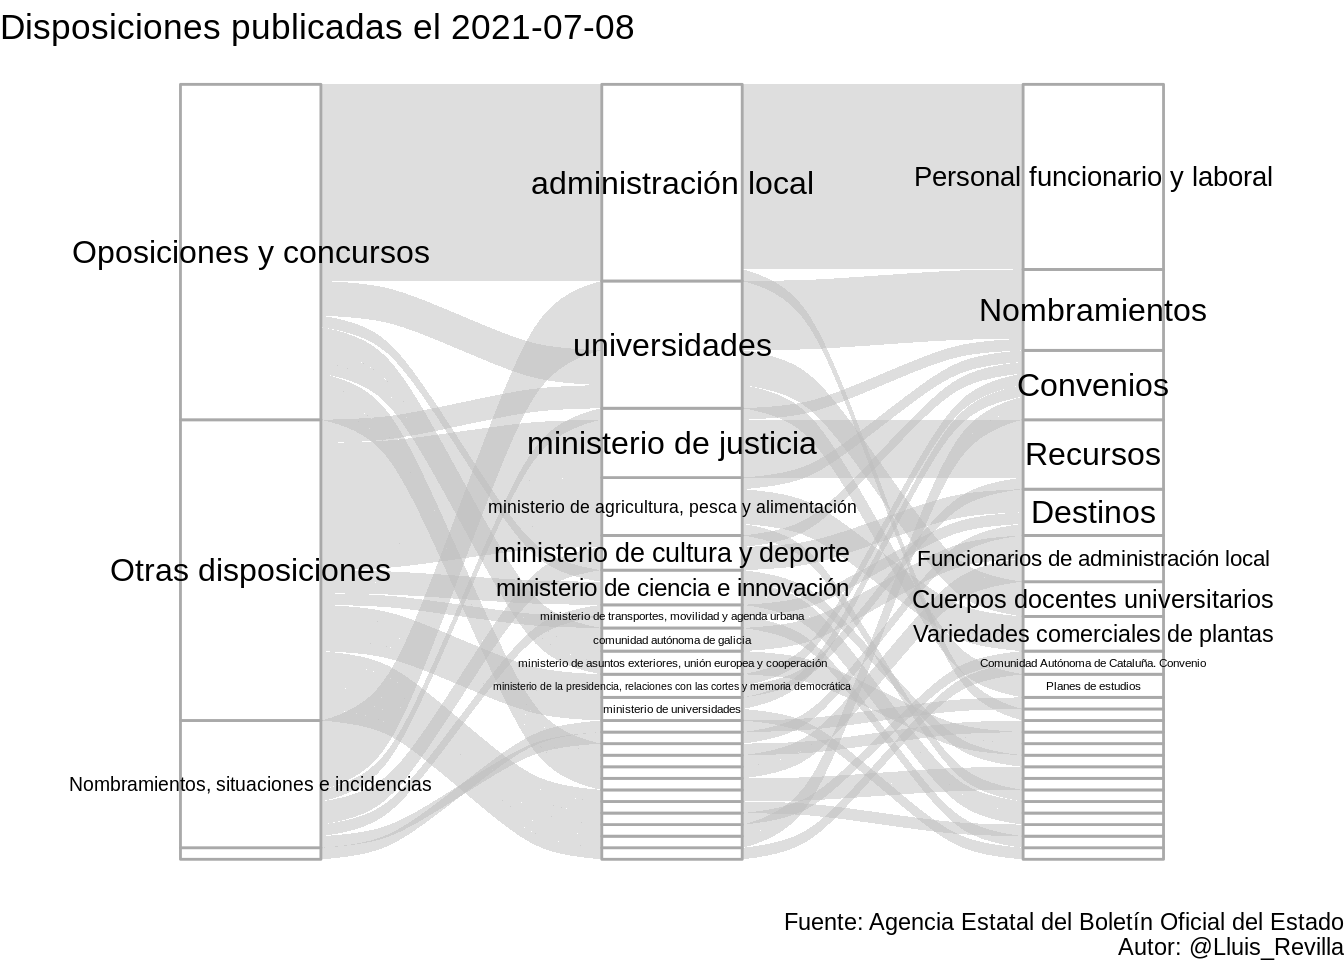 Disposiciones publicadas el 2021-07-08
Oposiciones y concursos
Otras disposiciones
Nombramientos, situaciones e incidencias
administración local
universidades
ministerio de justicia
ministerio de agricultura, pesca y alimentación
ministerio de cultura y deporte
ministerio de ciencia e innovación
ministerio de transportes, movilidad y agenda urbana
comunidad autónoma de galicia
ministerio de asuntos exteriores, unión europea y cooperación
ministerio de la presidencia, relaciones con las cortes y memoria democrática
ministerio de universidades
Personal funcionario y laboral
Nombramientos
Convenios
Recursos
Destinos
Funcionarios de administración local
Cuerpos docentes universitarios
Variedades comerciales de plantas
Comunidad Autónoma de Cataluña. Convenio
Planes de estudios
Fuente: Agencia Estatal del Boletín Oficial del Estado
Autor: @Lluis_Revilla